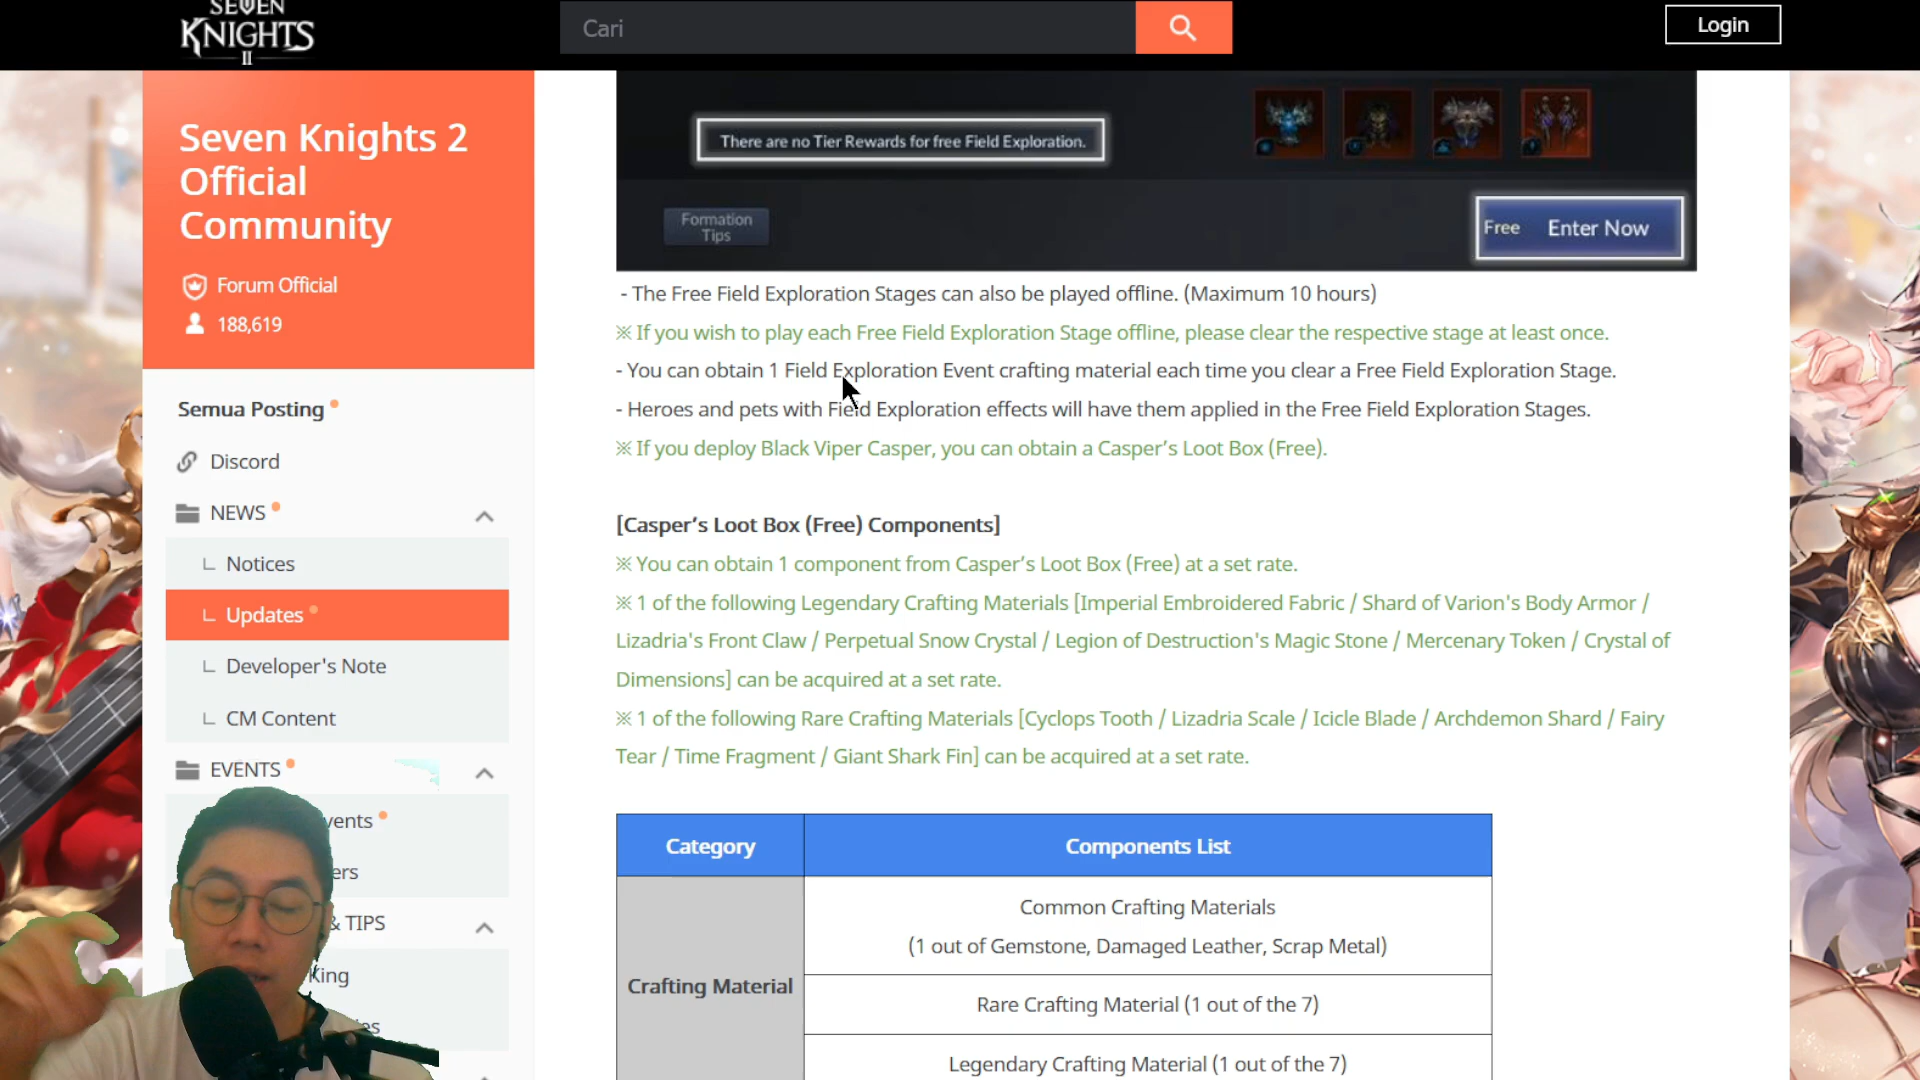 SEVEN
KNIGHTS
II
Cari
Login
Seven Knights 2
Official
Community
Forum Official
188,619
Semua Posting
Discord
NEWS
Notices
Updates
Developer's Note
CM Content
EVENTS
vents
ers
& TIPS
King
es
There are no Tier Rewards for free Field Exploration.
Formation
Tips
Free Enter Now
- The Free Field Exploration Stages can also be played offline. (Maximum 10 hours)
※ If you wish to play each Free Field Exploration Stage offline, please clear the respective stage at least once.
- You can obtain 1 Field Exploration Event crafting material each time you clear a Free Field Exploration Stage.
- Heroes and pets with Field Exploration effects will have them applied in the Free Field Exploration Stages.
※ If you deploy Black Viper Casper, you can obtain a Casper’s Loot Box (Free).
[Casper’s Loot Box (Free) Components]
※ You can obtain 1 component from Casper’s Loot Box (Free) at a set rate.
※ 1 of the following Legendary Crafting Materials [Imperial Embroidered Fabric / Shard of Varion's Body Armor /
Lizadria's Front Claw / Perpetual Snow Crystal / Legion of Destruction's Magic Stone / Mercenary Token / Crystal of
Dimensions] can be acquired at a set rate.
※ 1 of the following Rare Crafting Materials [Cyclops Tooth / Lizadria Scale / Icicle Blade / Archdemon Shard / Fairy
Tear / Time Fragment / Giant Shark Fin] can be acquired at a set rate.
Category Components List
Crafting Material
Common Crafting Materials
(1 out of Gemstone, Damaged Leather, Scrap Metal)
Rare Crafting Material (1 out of the 7)
Legendary Crafting Material (1 out of the 7)